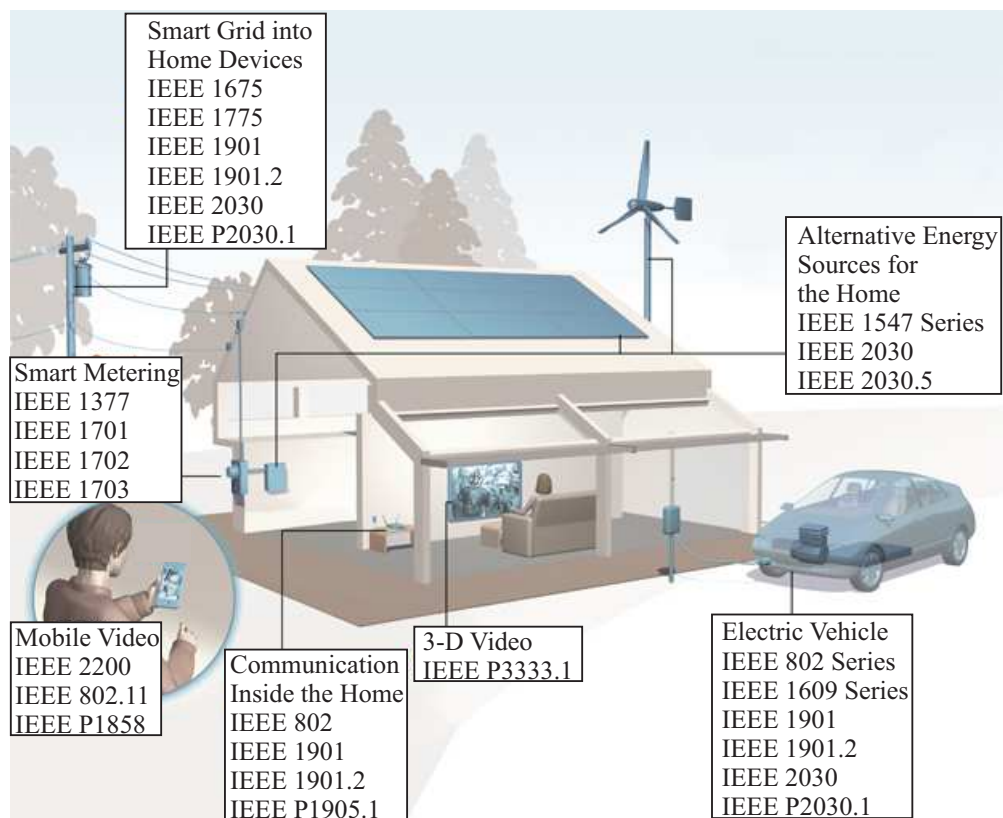 Smart Grid into
Home Devices
IEEE 1675
IEEE 1775
IEEE 1901
IEEE 1901.2
IEEE 2030
IEEE P2030.1
Alternative Energy
Sources for
the Home
IEEE 1547 Series
IEEE 2030
IEEE 2030.5
Smart Metering
IEEE 1377
IEEE 1701
IEEE 1702
IEEE 1703
Mobile Video
IEEE 2200
IEEE 802.11
IEEE P1858
Communication
Inside the Home
IEEE 802
IEEE 1901
IEEE 1901.2
IEEE P1905.1
3-D Video
IEEE P3333.1
Electric Vehicle
IEEE 802 Series
IEEE 1609 Series
IEEE 1901
IEEE 1901.2
IEEE 2030
IEEE P2030.1